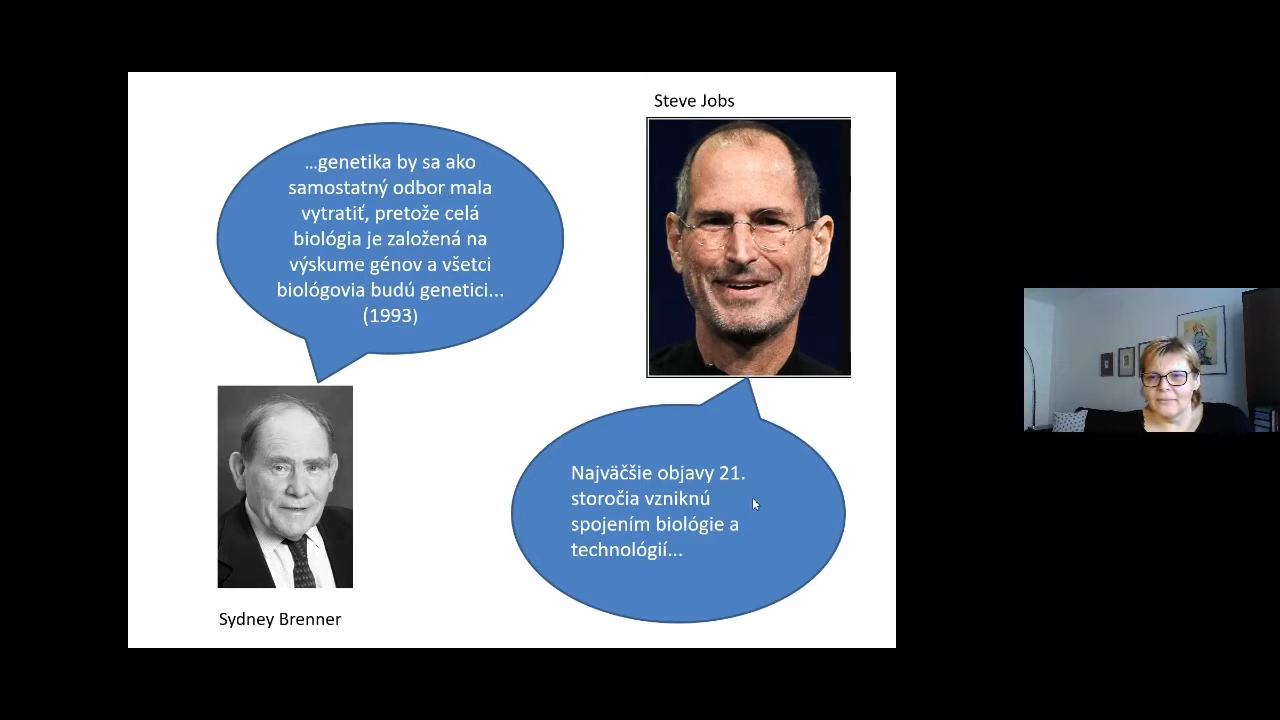 Steve Jobs
...genetika by sa ako
samostatný odbor mala
vytratiť, pretože celá
biológia je založená na
výskume génov a všetci
biológovia budú genetici...
(1993)
Najväčšie objavy 21.
storočia vzniknú
spojením biológie a
technológií...
Sydney Brenner